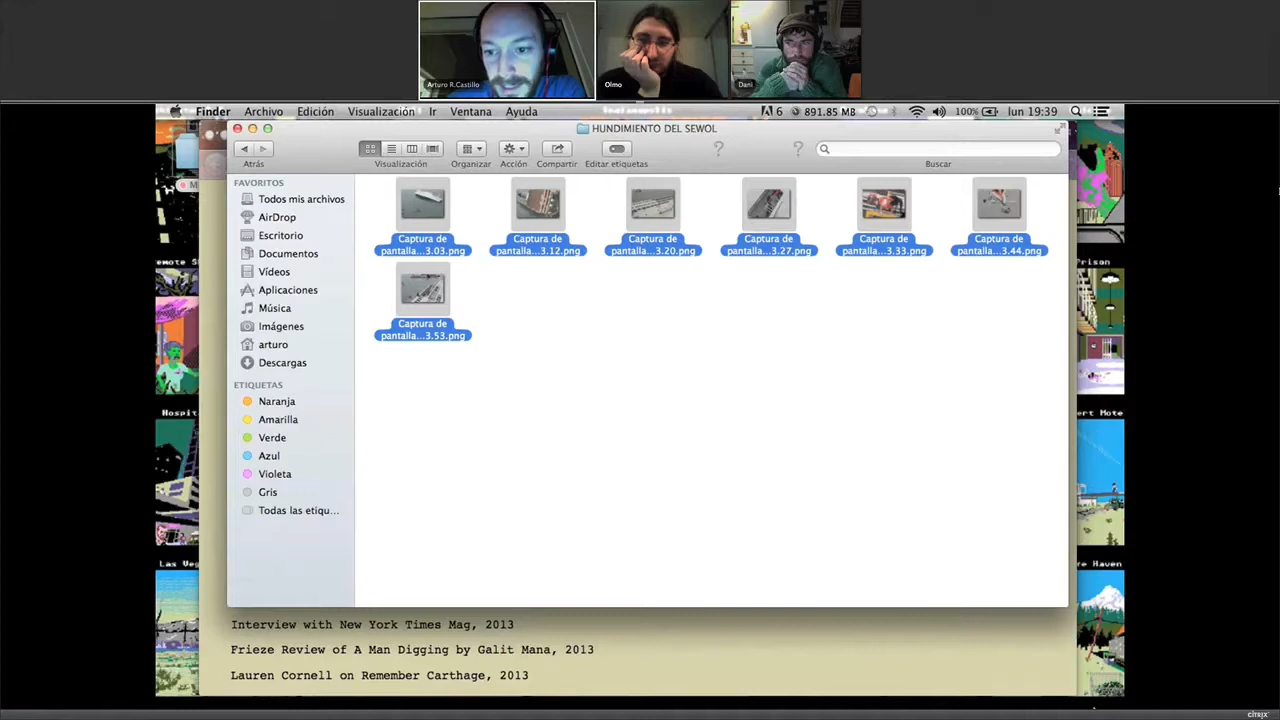 Arturo R.Castillo
Olmo
Dani
Finder Archivo Edición Visualización Ir Ventana Ayuda 6 891.85 MB 100% lun 19:39
HUNDIMIENTO DEL SEWOL
Atrás Visualización Organizar Acción Compartir Editar etiquetas Buscar
FAVORITOS
Todos mis archivos
AirDrop
Escritorio
Documentos
Vídeos
Aplicaciones
Música
Imágenes
arturo
Descargas
ETIQUETAS
Naranja
Amarilla
Verde
Azul
Violeta
Gris
Todas las etiqu...
Captura de
pantalla...3.03.png
Captura de
pantalla...3.12.png
Captura de
pantalla...3.20.png
Captura de
pantalla...3.27.png
Captura de
pantalla...3.33.png
Captura de
pantalla...3.44.png
Captura de
pantalla...3.53.png
Prison
Hospit
Las Ve
Interview with New York Times Mag, 2013
Frieze Review of A Man Digging by Galit Mana, 2013
Lauren Cornell on Remember Carthage, 2013
CITRIX